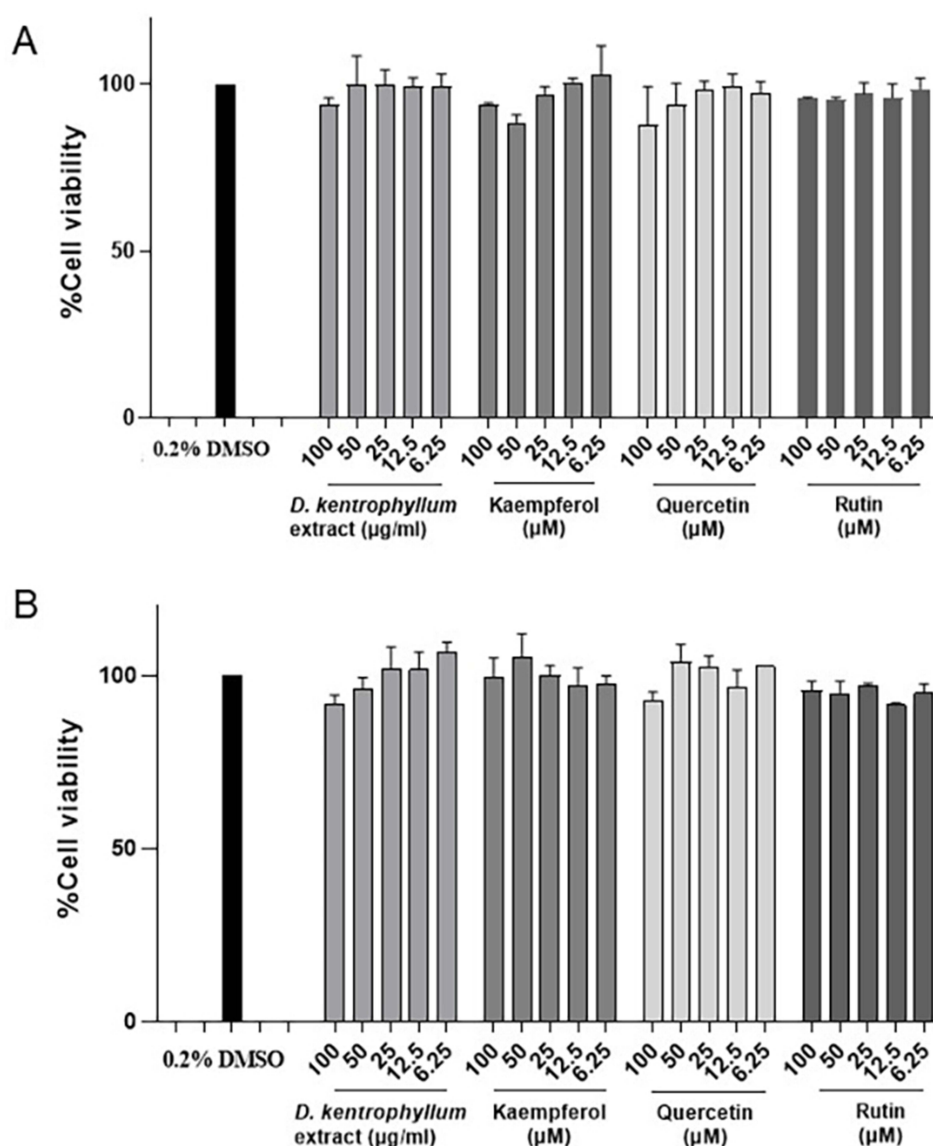 A
%Cell viability
100
50
0
0.2% DMSO
100 50 25 12.5 6.25 100 50 25 12.5 6.25 100 50 25 12.5 6.25 100 50 25 12.5 6.25
D. kentrophyllum Kaempferol Quercetin Rutin
extract (µg/ml) (µM) (µM) (µM)
B
%Cell viability
100
50
0
0.2% DMSO
100 50 25 12.5 6.25 100 50 25 12.5 6.25 100 50 25 12.5 6.25 100 50 25 12.5 6.25
D. kentrophyllum Kaempferol Quercetin Rutin
extract (µg/ml) (µM) (µM) (µM)